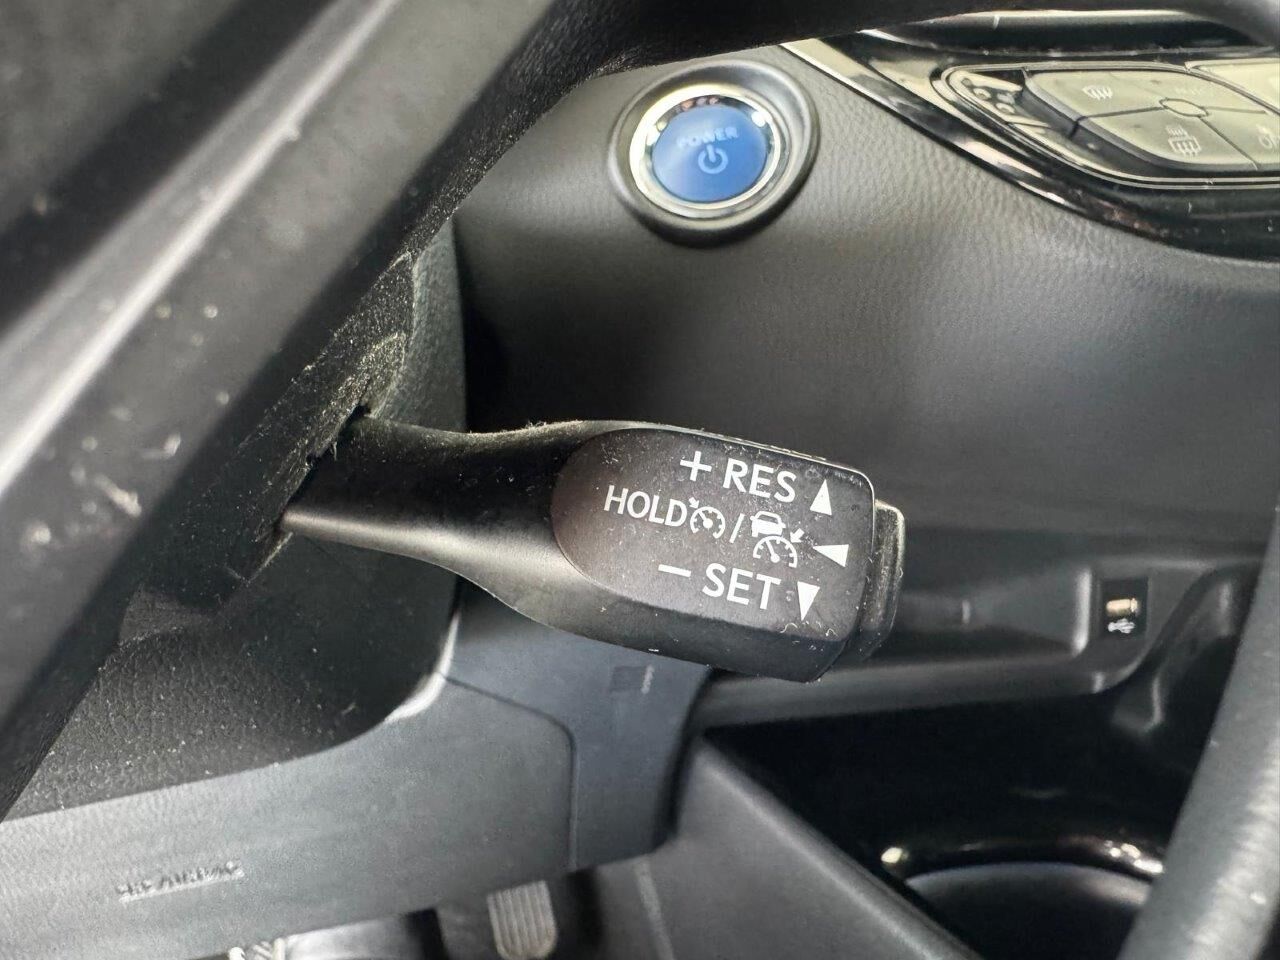 POWER
+ RES
HOLD /
- SET